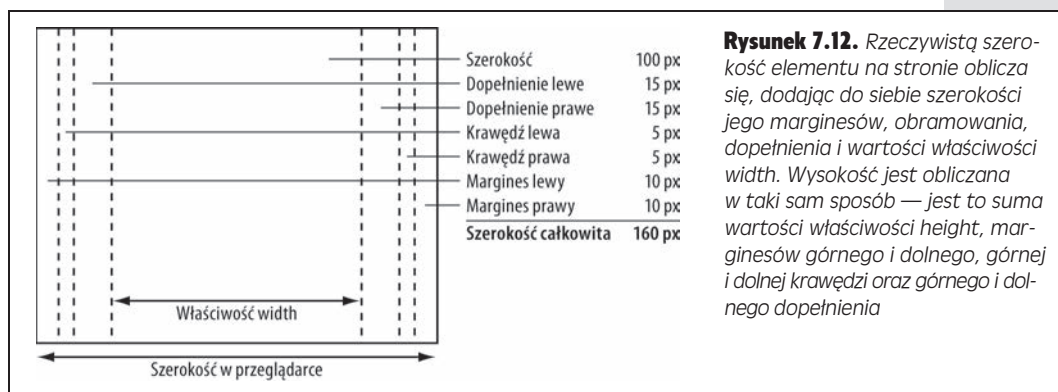 Szerokość 100 px
Dopełnienie lewe 15 px
Dopełnienie prawe 15 px
Krawędź lewa 5 px
Krawędź prawa 5 px
Margines lewy 10 px
Margines prawy 10 px
Szerokość całkowita 160 px
Właściwość width
Szerokość w przeglądarce
Rysunek 7.12. Rzeczywistą szero-
kość elementu na stronie oblicza
się, dodając do siebie szerokości
jego marginesów, obramowania,
dopełnienia i wartości właściwości
width. Wysokość jest obliczana
w taki sam sposób — jest to suma
wartości właściwości height, mar-
ginesów górnego i dolnego, górnej
i dolnej krawędzi oraz górnego i dol-
nego dopełnienia